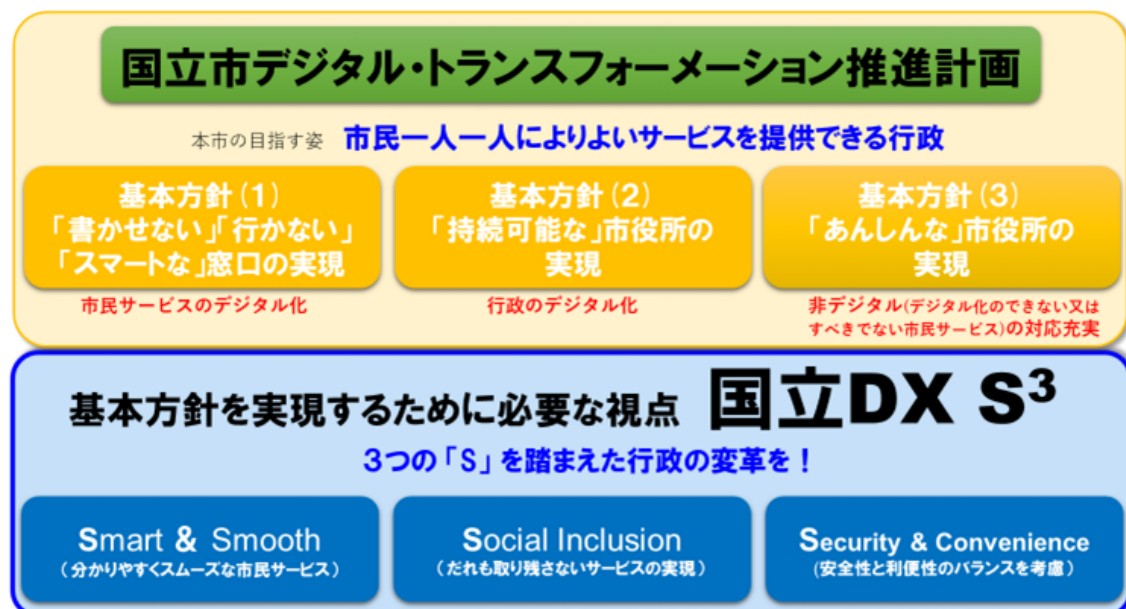 国立市デジタル・トランスフォーメーション推進計画
本市の目指す姿 市民一人一人によりよいサービスを提供できる行政
基本方針(1)
「書かせない」「行かない」
「スマートな」窓口の実現
市民サービスのデジタル化
基本方針(2)
「持続可能な」市役所の
実現
行政のデジタル化
基本方針(3)
「あんしんな」市役所の
実現
非デジタル(デジタル化のできない又は
すべきでない市民サービス)の対応充実
基本方針を実現するために必要な視点 国立DX S³
3つの「S」を踏まえた行政の変革を！
Smart & Smooth
(分かりやすくスムーズな市民サービス)
Social Inclusion
(だれも取り残さないサービスの実現)
Security & Convenience
(安全性と利便性のバランスを考慮)